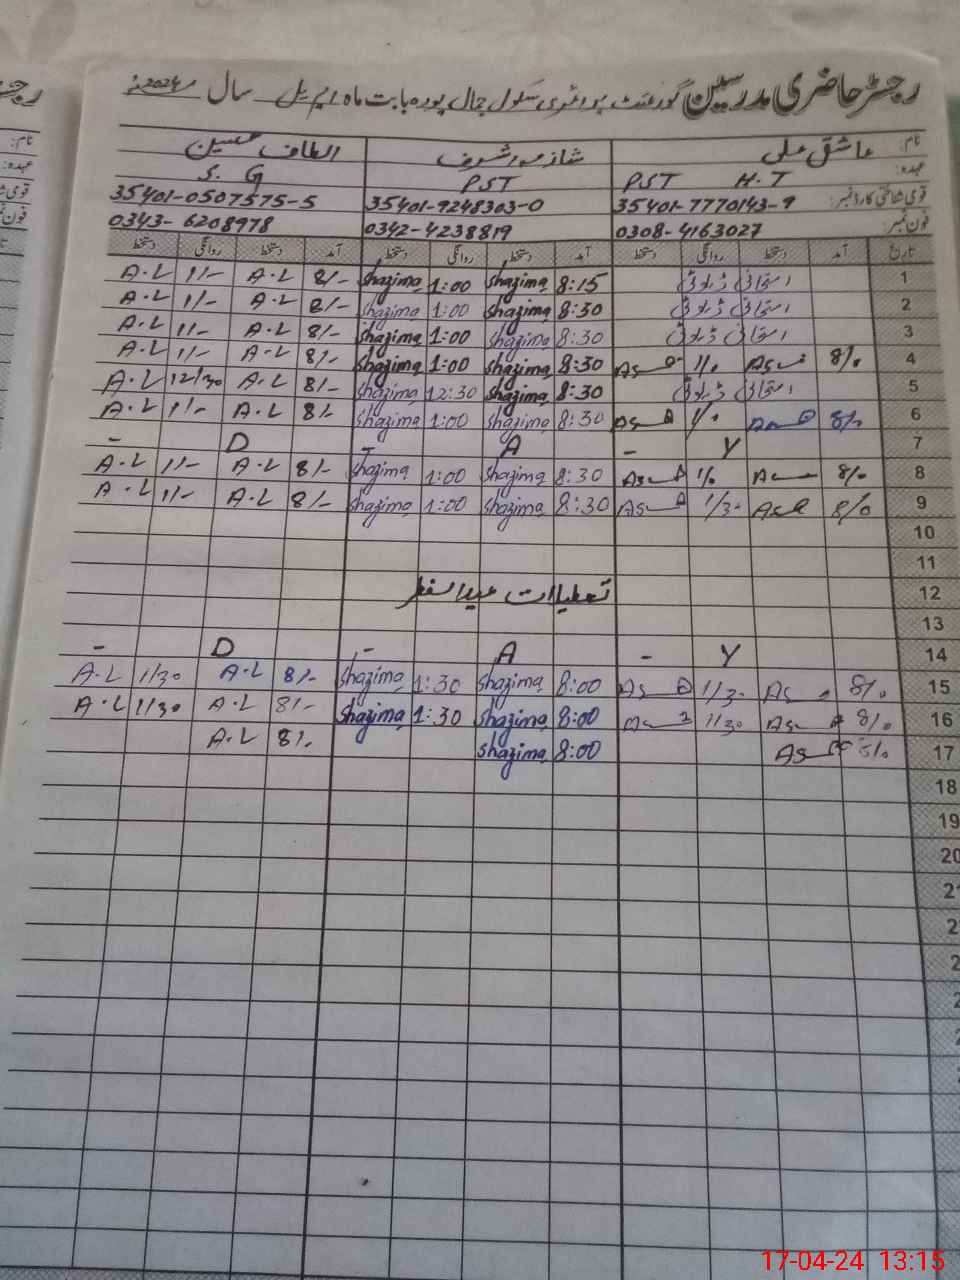 رجسٹر حاضری مدرسین گورنمنٹ پرائمری سکول جمال پورہ بابت ماہ اپریل سال 2024ء
نام: عاشق علی شازمہ اشرف الطاف حسین
عہدہ: PST H.T PST S.G
قومی شناختی کارڈ نمبر: 35401-7770143-9 35401-9248303-0 35401-0507575-5
فون نمبر: 0308-4163027 0342-4238819 0343-6208978
تاریخ آمد دستخط روانگی دستخط آمد دستخط روانگی دستخط آمد دستخط روانگی دستخط
1 امتحانی ڈیوٹی 8:15 shazima 1:00 shazima 8/- A.L 1/- A.L
2 امتحانی ڈیوٹی 8:30 shazima 1:00 shazima 8/- A.L 1/- A.L
3 امتحانی ڈیوٹی 8:30 shazima 1:00 shazima 8/- A.L 1/- A.L
4 8/0 1/0 8:30 shazima 1:00 shazima 8/- A.L 1/- A.L
5 امتحانی ڈیوٹی 8:30 shazima 12:30 shazima 8/- A.L 12/30 A.L
6 8/0 1/0 8:30 shazima 1:00 shazima 8/- A.L 1/- A.L
7 - D - A - Y
8 8/0 1/0 8:30 shazima 1:00 shazima 8/- A.L 1/- A.L
9 8/0 1/30 8:30 shazima 1:00 shazima 8/- A.L 1/- A.L
10
11
12 تعطیلات عید الفطر
13
14 - D - A - Y
15 8/0 1/30 8:00 shazima 1:30 shazima 8/- A.L 1/30 A.L
16 8/0 1/30 8:00 shazima 1:30 shazima 8/- A.L 1/30 A.L
17 8/0 8:00 shazima 8/- A.L
18
19
20
17-04-24 13:15